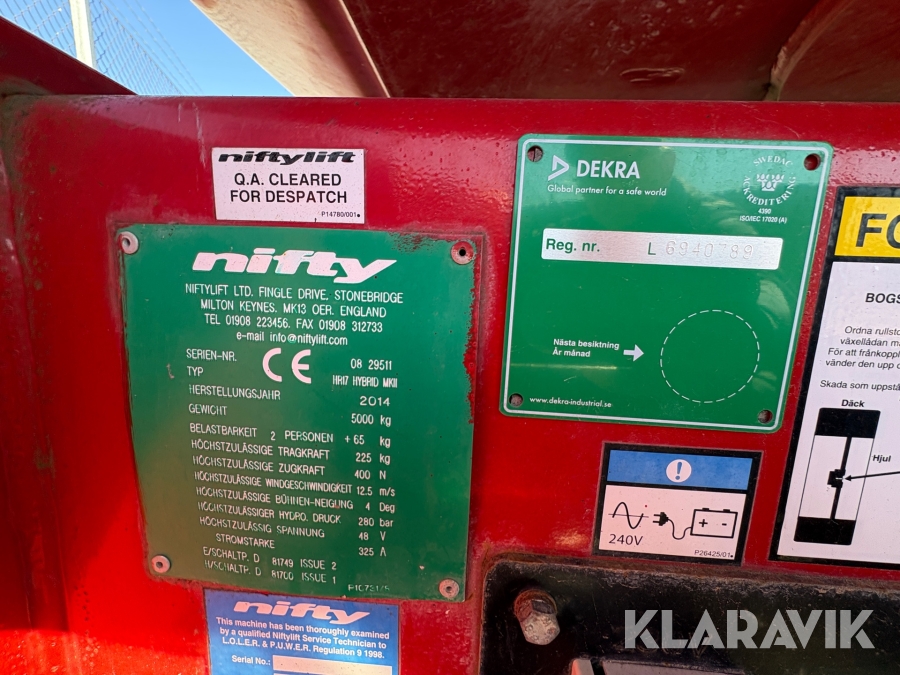 niftylift
Q.A. CLEARED
FOR DESPATCH
P14780/001
nifty
NIFTYLIFT LTD. FINGLE DRIVE. STONEBRIDGE
MILTON KEYNES. MK13 OER. ENGLAND
TEL 01908 223456. FAX 01908 312733
e-mail info@niftylift.com
CE
SERIEN-NR. 08 29511
TYP HR17 HYBRID MKII
HERSTELLUNGSJAHR 2014
GEWICHT 5000 kg
BELASTBARKEIT 2 PERSONEN + 65 kg
HÖCHSTZULÄSSIGE TRAGKRAFT 225 kg
HÖCHSTZULÄSSIGE ZUGKRAFT 400 N
HÖCHSTZULÄSSIGE WINDGESCHWINDIGKEIT 12.5 m/s
HÖCHSTZULÄSSIGE BÜHNEN-NEIGUNG 4 Deg
HÖCHSTZULÄSSIGER HYDRO. DRUCK 280 bar
HÖCHSTZULÄSSIG SPANNUNG 48 V
STROMSTARKE 325 A
E/SCHALTP. D 81749 ISSUE 2
H/SCHALTP. D 81700 ISSUE 1
nifty
This machine has been thoroughly examined
by a qualified Niftylift Service Technician to
L.O.L.E.R & P.U.W.E.R. Regulation 9 1998.
Serial No.:
DEKRA
Global partner for a safe world
SWEDAC
ACKREDITERING
4390
ISO/IEC 17020 (A)
Reg. nr. L 6940789
Nästa besiktning
År månad
www.dekra-industrial.se
240V
P26425/01
FO
BOGS
Ordna rullsto
växellådan m
För att frånkoppl
vänder den upp o
Skada som uppstå
Däck
Hjul
KLARAVIK